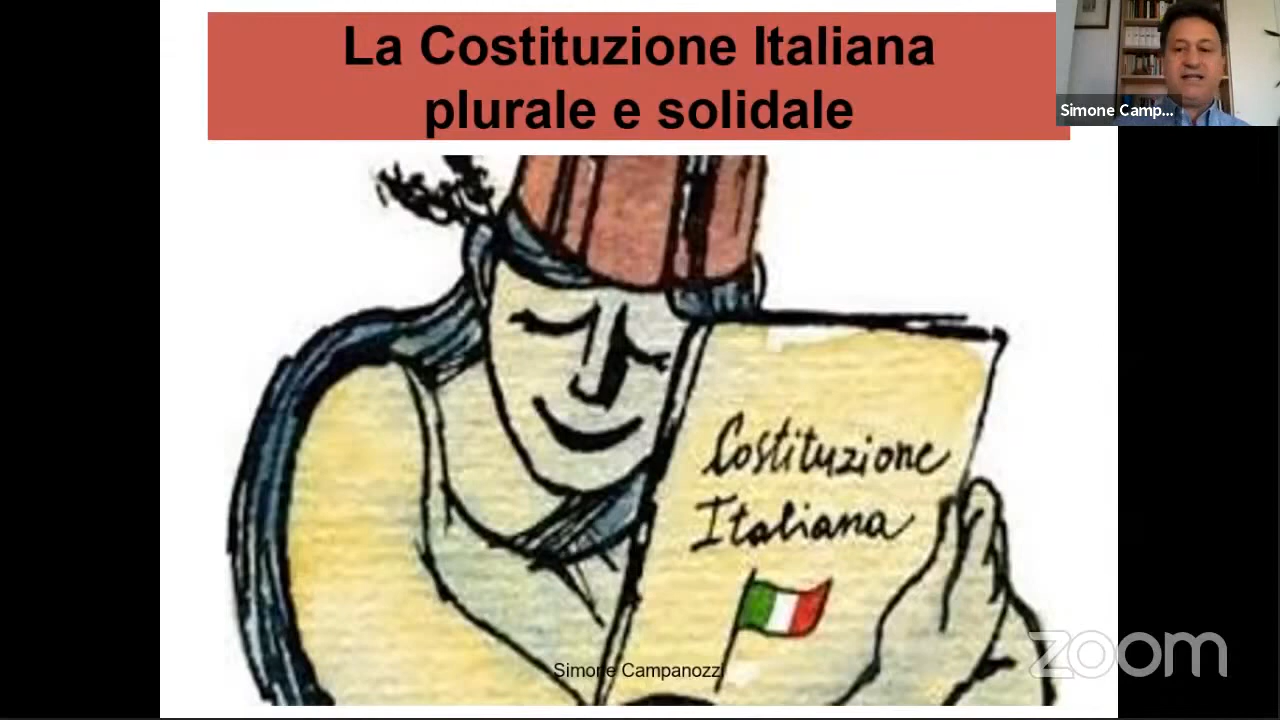 La Costituzione Italiana
plurale e solidale
Simone Camp...
Costituzione
Italiana
Simone Campanozzi
zoom